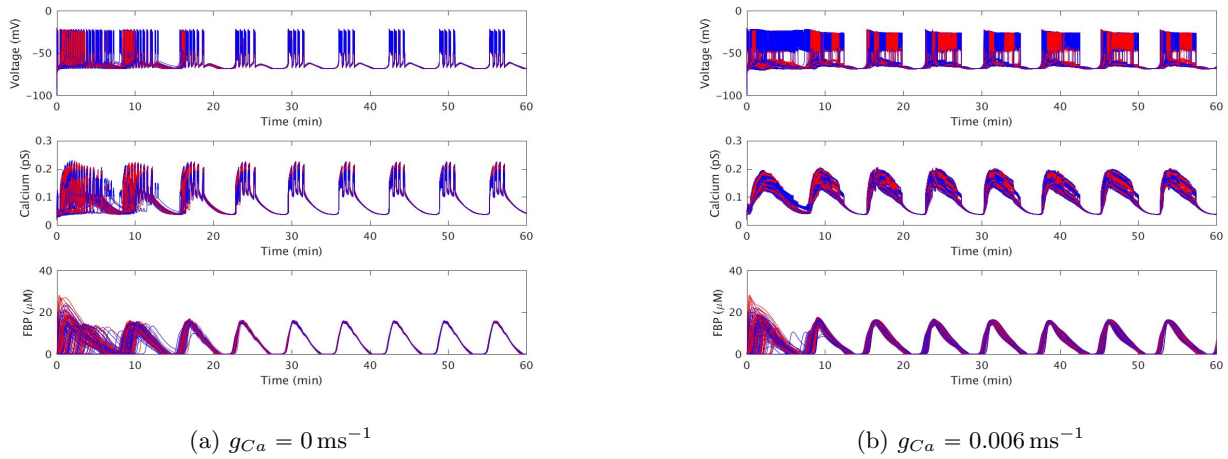 0
−50
−100
Voltage (mV)
0 10 20 30 40 50 60
Time (min)
0.3
0.2
0.1
0
Calcium (pS)
0 10 20 30 40 50 60
Time (min)
40
20
0
FBP (μM)
0 10 20 30 40 50 60
Time (min)
(a) g_{Ca} = 0 ms^{−1}
0
−50
−100
Voltage (mV)
0 10 20 30 40 50 60
Time (min)
0.3
0.2
0.1
0
Calcium (pS)
0 10 20 30 40 50 60
Time (min)
40
20
0
FBP (μM)
0 10 20 30 40 50 60
Time (min)
(b) g_{Ca} = 0.006 ms^{−1}